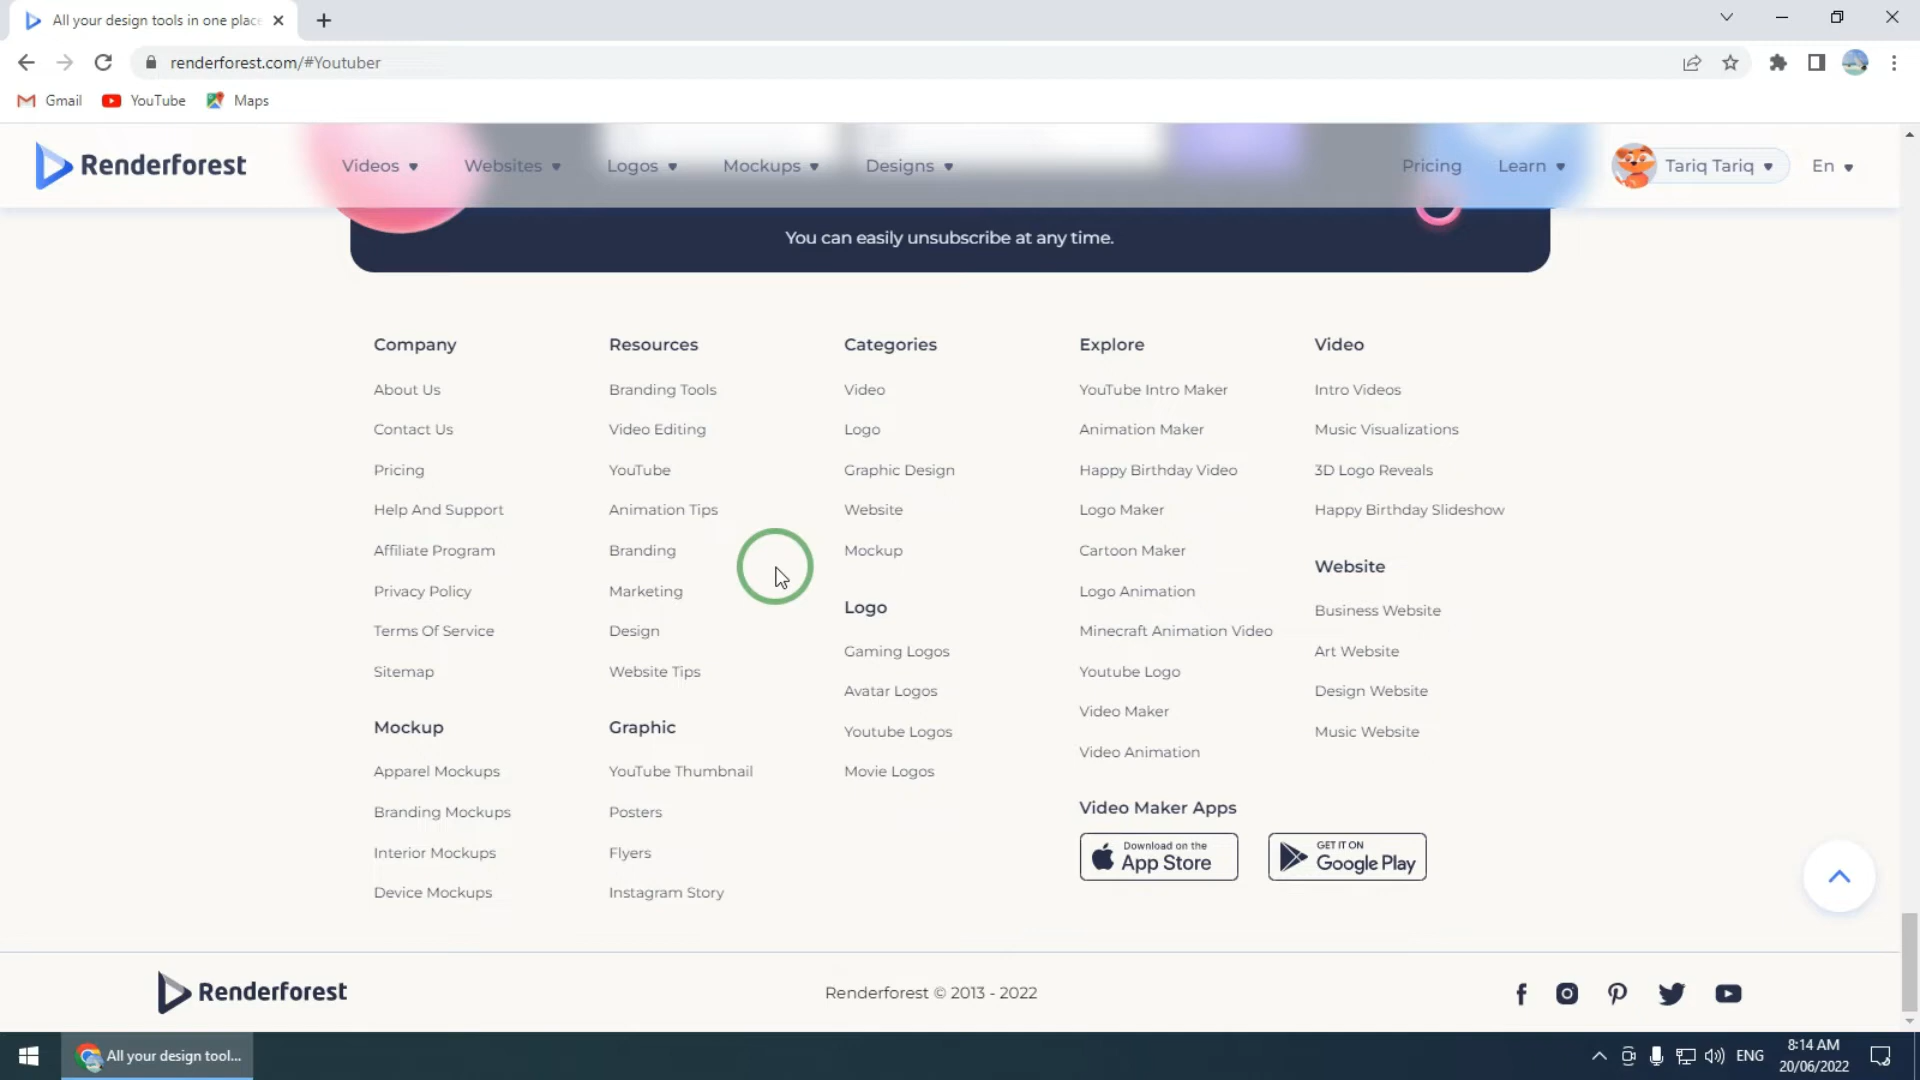 All your design tools in one place
renderforest.com/#Youtuber
Gmail YouTube Maps
Renderforest Videos Websites Logos Mockups Designs Pricing Learn Tariq Tariq En
You can easily unsubscribe at any time.
Company
About Us
Contact Us
Pricing
Help And Support
Affiliate Program
Privacy Policy
Terms Of Service
Sitemap
Mockup
Apparel Mockups
Branding Mockups
Interior Mockups
Device Mockups
Resources
Branding Tools
Video Editing
YouTube
Animation Tips
Branding
Marketing
Design
Website Tips
Graphic
YouTube Thumbnail
Posters
Flyers
Instagram Story
Categories
Video
Logo
Graphic Design
Website
Mockup
Logo
Gaming Logos
Avatar Logos
Youtube Logos
Movie Logos
Explore
YouTube Intro Maker
Animation Maker
Happy Birthday Video
Logo Maker
Cartoon Maker
Logo Animation
Minecraft Animation Video
Youtube Logo
Video Maker
Video Animation
Video Maker Apps
Download on the
App Store
GET IT ON
Google Play
Video
Intro Videos
Music Visualizations
3D Logo Reveals
Happy Birthday Slideshow
Website
Business Website
Art Website
Design Website
Music Website
Renderforest
Renderforest © 2013 - 2022
All your design tool...
ENG
8:14 AM
20/06/2022